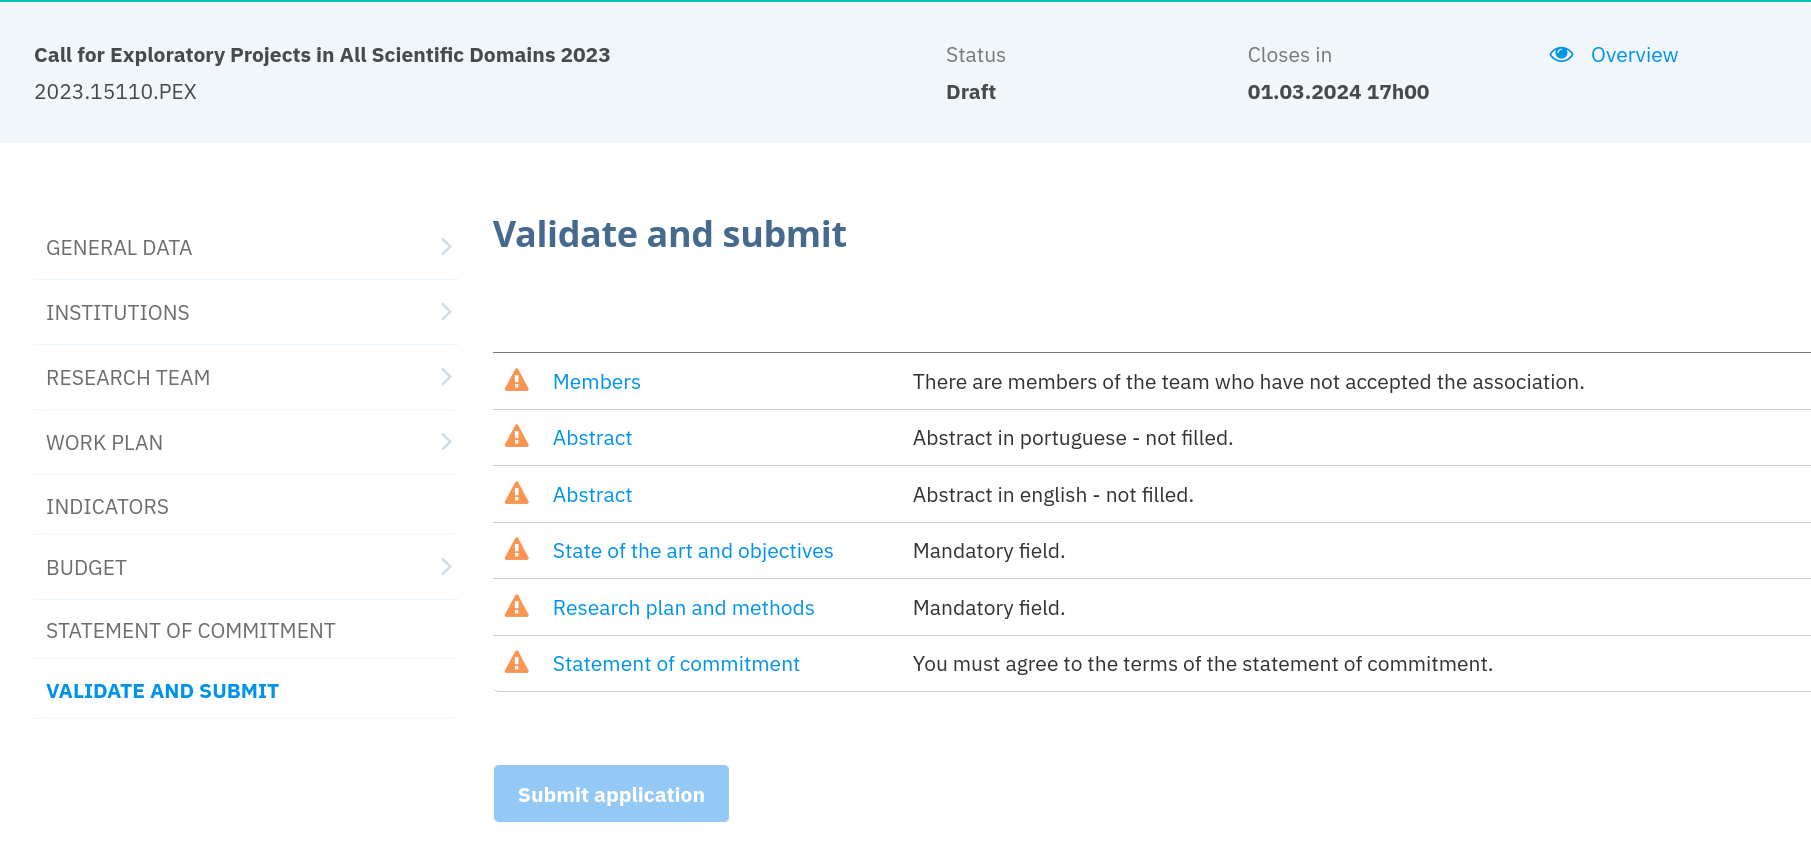 Call for Exploratory Projects in All Scientific Domains 2023
2023.15110.PEX
Status
Draft
Closes in
01.03.2024 17h00
Overview
GENERAL DATA
INSTITUTIONS
RESEARCH TEAM
WORK PLAN
INDICATORS
BUDGET
STATEMENT OF COMMITMENT
VALIDATE AND SUBMIT
Validate and submit
Members There are members of the team who have not accepted the association.
Abstract Abstract in portuguese - not filled.
Abstract Abstract in english - not filled.
State of the art and objectives Mandatory field.
Research plan and methods Mandatory field.
Statement of commitment You must agree to the terms of the statement of commitment.
Submit application